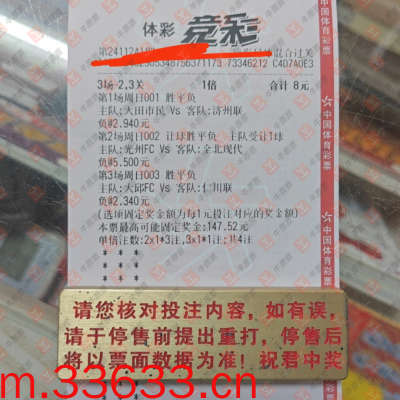 体彩 竞彩
中国体育彩票
3场-2,3关 1倍 合计 8元
第1场周日001 胜平负
主队:大田市民 Vs 客队:济州联
负@2.940元
第2场周日002 让球胜平负 主队受让1球
主队:光州FC Vs 客队:全北现代
负@5.500元
第3场周日003 胜平负
主队:大邱FC Vs 客队:仁川联
负@2.340元
(选项固定奖金额为每1元投注对应的奖金额)
本票最高可能固定奖金:147.52元
单倍注数:2x1*3注,3x1*1注;共4注
* * *
* * *
* * *
中国体育彩票
中国体育彩票
请您核对投注内容，如有误，
请于停售前提出重打，停售后
将以票面数据为准！祝君中奖
m.33633.cn